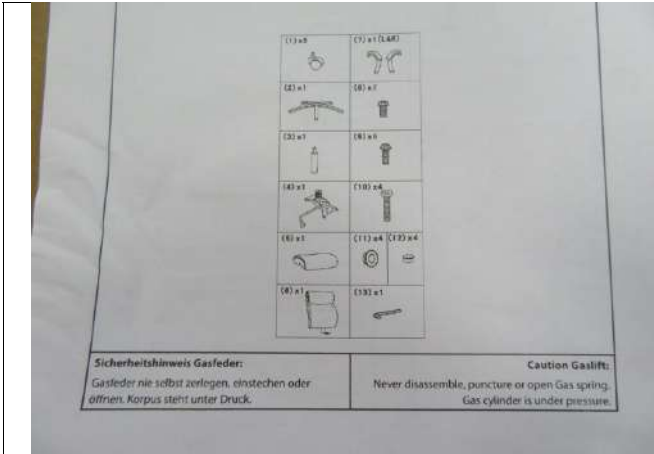 (1) x5
(7) x1 (L&R)
(2) x1
(3) x1
(4) x1
(10) x4
(5) x1
(11) x4
(12) x4
(6) x1
(13) x1
Sicherheitshinweis Gasfeder:
Gasfeder nie selbst zerlegen, einstechen oder
öffnen. Korpus steht unter Druck.
Caution Gaslift:
Never disassemble, puncture or open Gas spring.
Gas cylinder is under pressure.